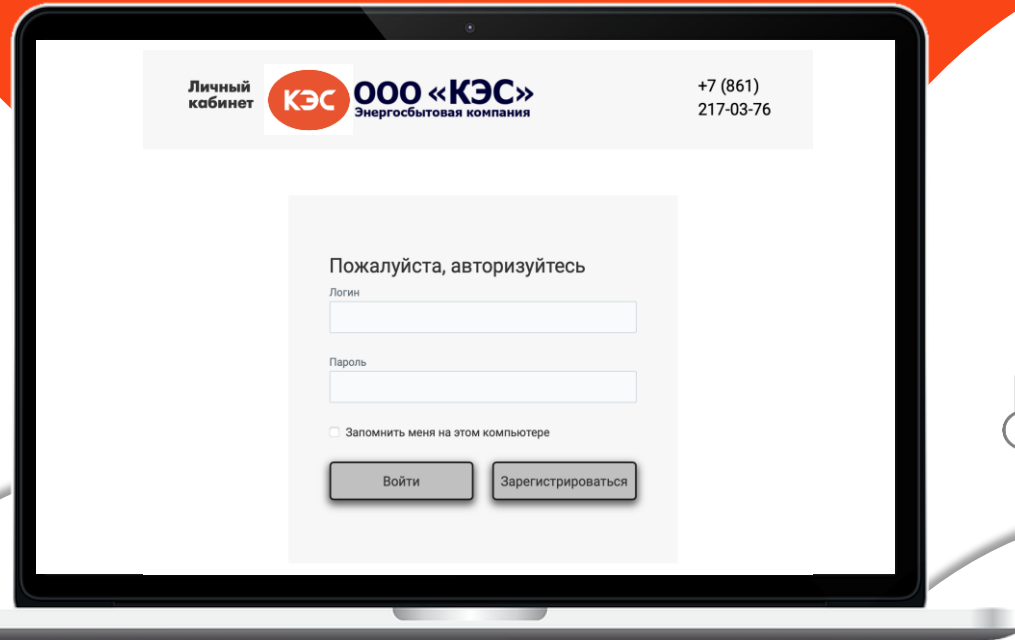 Личный
кабинет
КЭС
ООО «КЭС»
Энергосбытовая компания
+7 (861)
217-03-76
Пожалуйста, авторизуйтесь
Логин
Пароль
Запомнить меня на этом компьютере
Войти
Зарегистрироваться